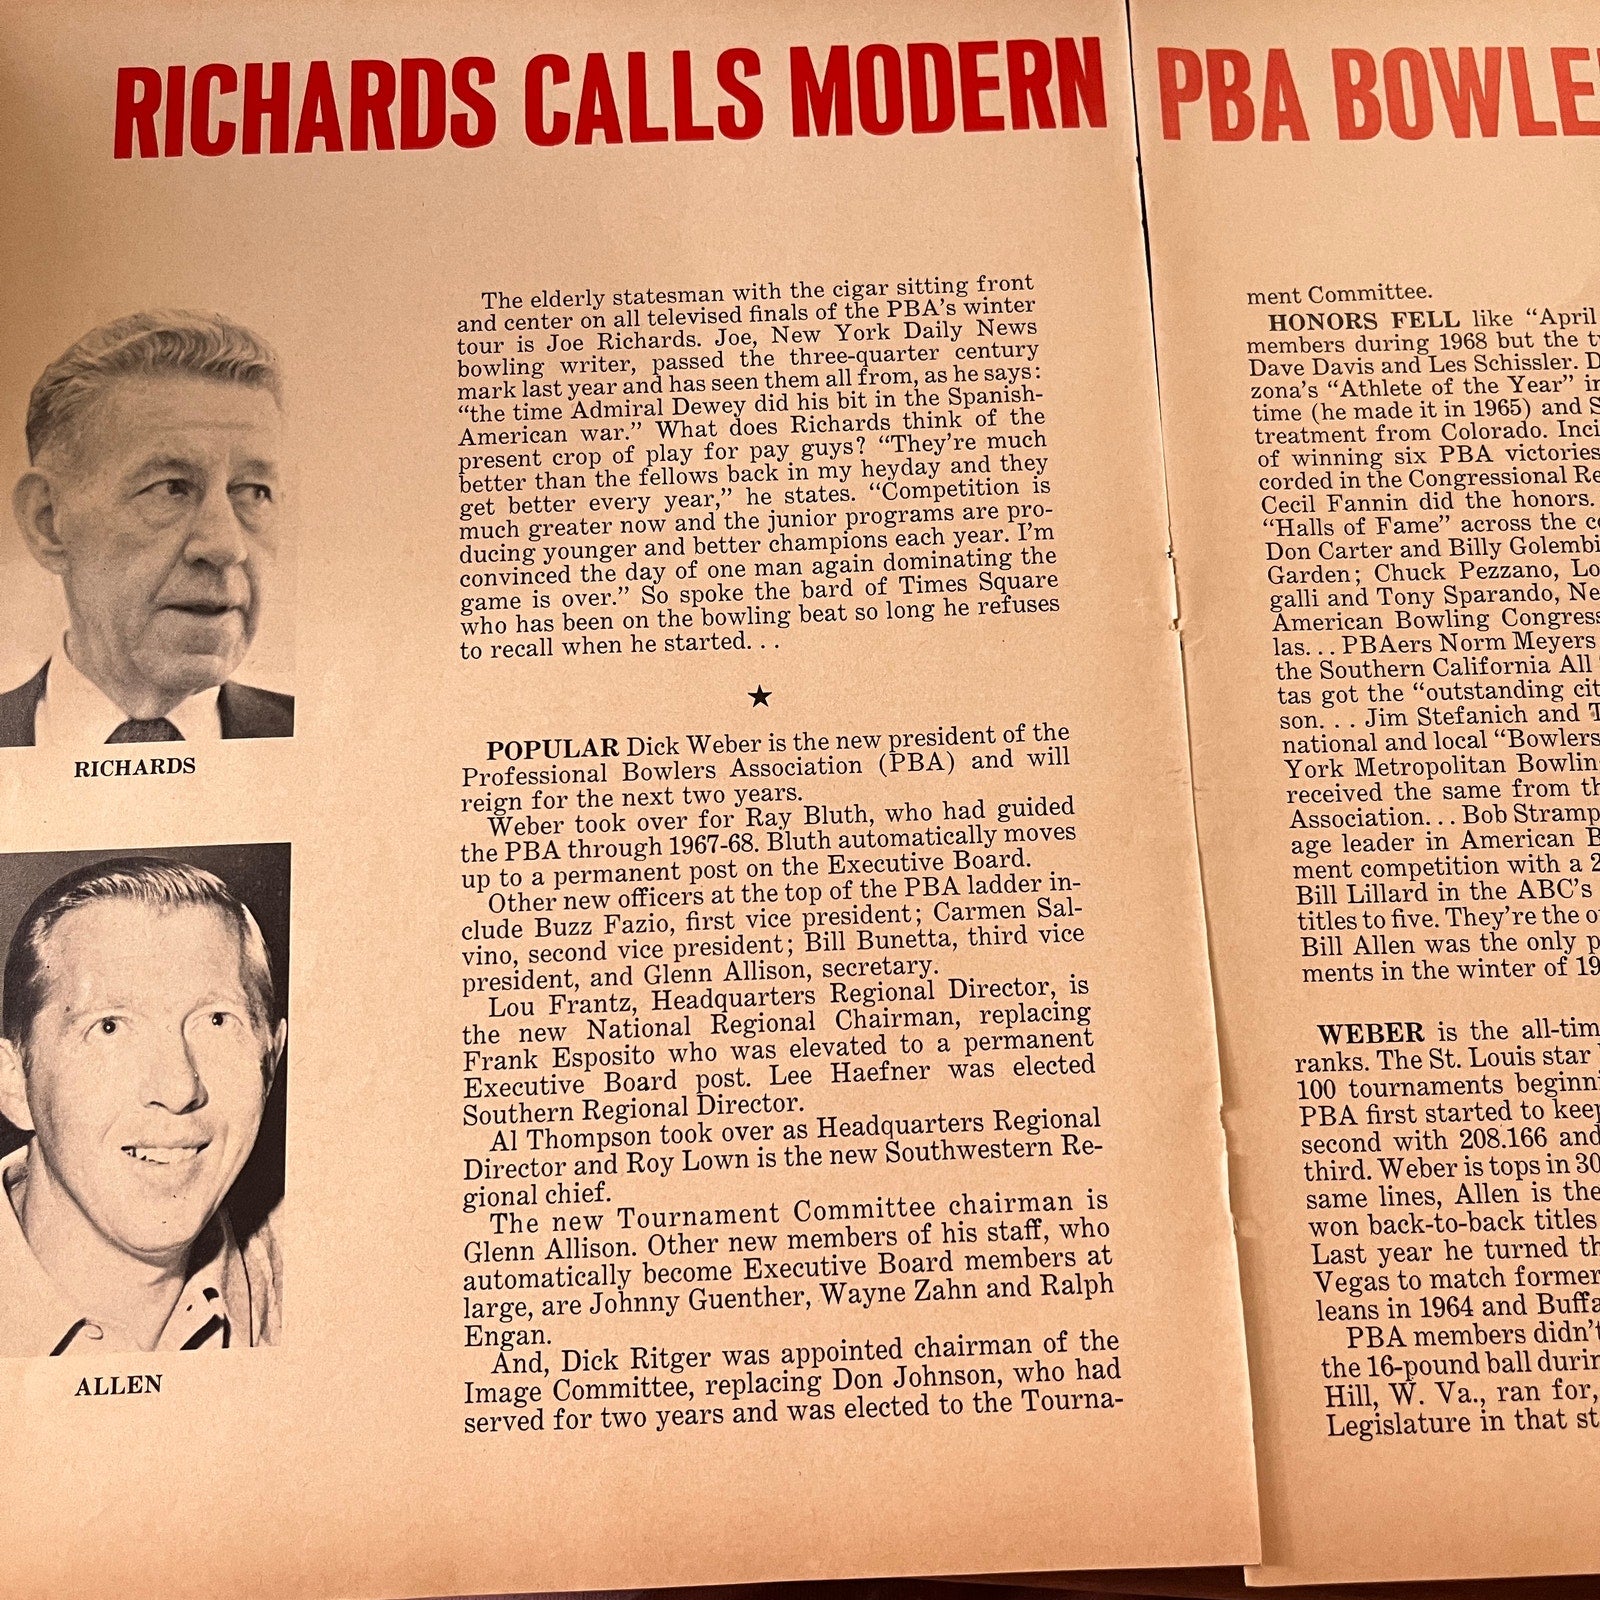 RICHARDS CALLS MODERN PBA
The elderly statesman with the cigar sitting front
and center on all televised finals of the PBA's winter
tour is Joe Richards. Joe, New York Daily News
bowling writer, passed the three-quarter century
mark last year and has seen them all from, as he says:
“the time Admiral Dewey did his bit in the Spanish-
American war.” What does Richards think of the
present crop of play for pay guys? “They're much
better than the fellows back in my heyday and they
get better every year,” he states. “Competition is
much greater now and the junior programs are pro-
ducing younger and better champions each year. I'm
convinced the day of one man again dominating the
game is over.” So spoke the bard of Times Square
who has been on the bowling beat so long he refuses
to recall when he started...
★
RICHARDS
POPULAR Dick Weber is the new president of the
Professional Bowlers Association (PBA) and will
reign for the next two years.
Weber took over for Ray Bluth, who had guided
the PBA through 1967-68. Bluth automatically moves
up to a permanent post on the Executive Board.
Other new officers at the top of the PBA ladder in-
clude Buzz Fazio, first vice president; Carmen Sal-
vino, second vice president; Bill Bunetta, third vice
president, and Glenn Allison, secretary.
Lou Frantz, Headquarters Regional Director, is
the new National Regional Chairman, replacing
Frank Esposito who was elevated to a permanent
Executive Board post. Lee Haefner was elected
Southern Regional Director.
Al Thompson took over as Headquarters Regional
Director and Roy Lown is the new Southwestern Re-
gional chief.
The new Tournament Committee chairman is
Glenn Allison. Other new members of his staff, who
automatically become Executive Board members at
large, are Johnny Guenther, Wayne Zahn and Ralph
Engan.
And, Dick Ritger was appointed chairman of the
Image Committee, replacing Don Johnson, who had
served for two years and was elected to the Tourna-
ALLEN
ment Committee.
HONORS FELL like “April
members during 1968 but the
Dave Davis and Les Schissler.
zona's “Athlete of the Year”
time (he made it in 1965) and
treatment from Colorado.
of winning six PBA victories
corded in the Congressional
Cecil Fannin did the honors.
“Halls of Fame” across the
Don Carter and Billy
Garden; Chuck Pezzano,
galli and Tony Sparando,
American Bowling
las... PBAers Norm Meyers
the Southern California All
tas got the “outstanding
son... Jim Stefanich and
national and local “Bowlers
York Metropolitan
received the same from
Association... Bob
age leader in American
ment competition with a
Bill Lillard in the ABC's
titles to five. They're the
Bill Allen was the only
ments in the winter of
WEBER is the
ranks. The St. Louis star
100 tournaments
PBA first started to
second with 208.166 and
third. Weber is tops in
same lines, Allen is
won back-to-back titles
Last year he turned
Vegas to match former
leans in 1964 and
PBA members didn't
the 16-pound ball
Hill, W. Va., ran for,
Legislature in that